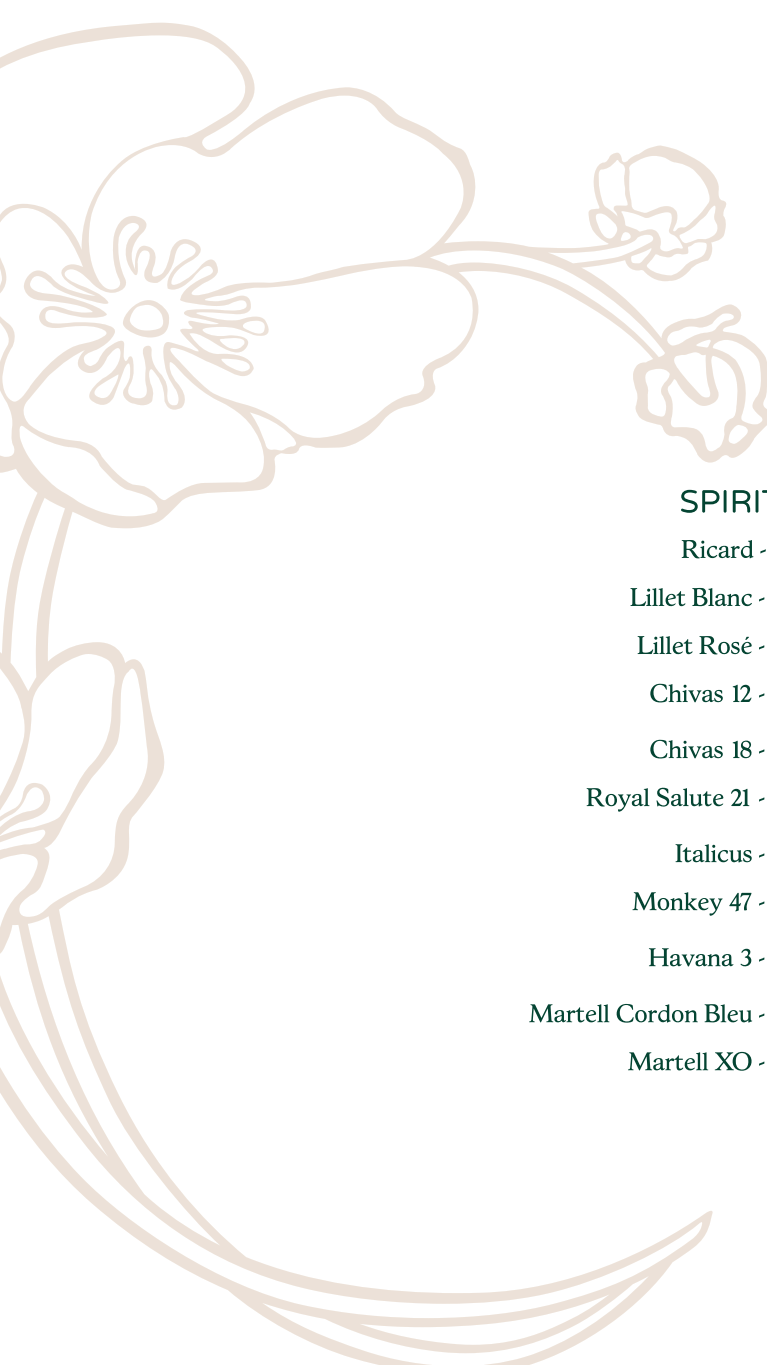 SPIRIT
Ricard -
Lillet Blanc -
Lillet Rosé -
Chivas 12 -
Chivas 18 -
Royal Salute 21 -
Italicus -
Monkey 47 -
Havana 3 -
Martell Cordon Bleu -
Martell XO -